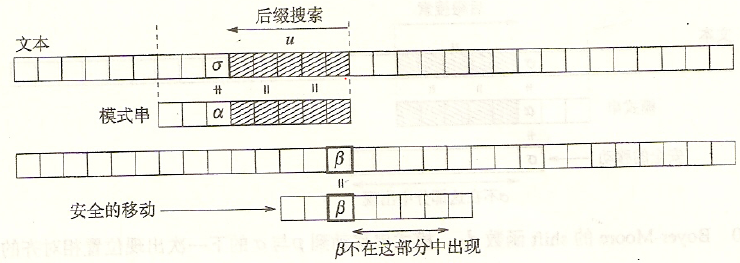 后缀搜索
u
文本
σ
≠ = =
模式串 α
β
=
安全的移动 β
β不在这部分中出现